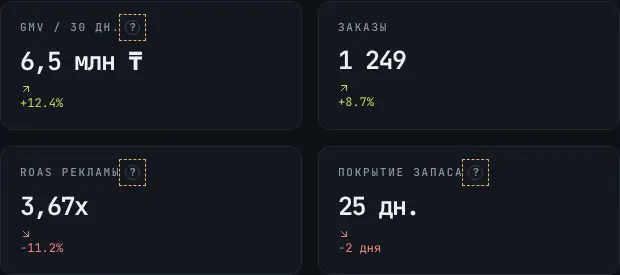 GMV / 30 ДН. ?
6,5 млн ₸
↗
+12.4%
ЗАКАЗЫ
1 249
↗
+8.7%
ROAS РЕКЛАМЫ ?
3,67x
↘
-11.2%
ПОКРЫТИЕ ЗАПАСА ?
25 дн.
↘
-2 дня